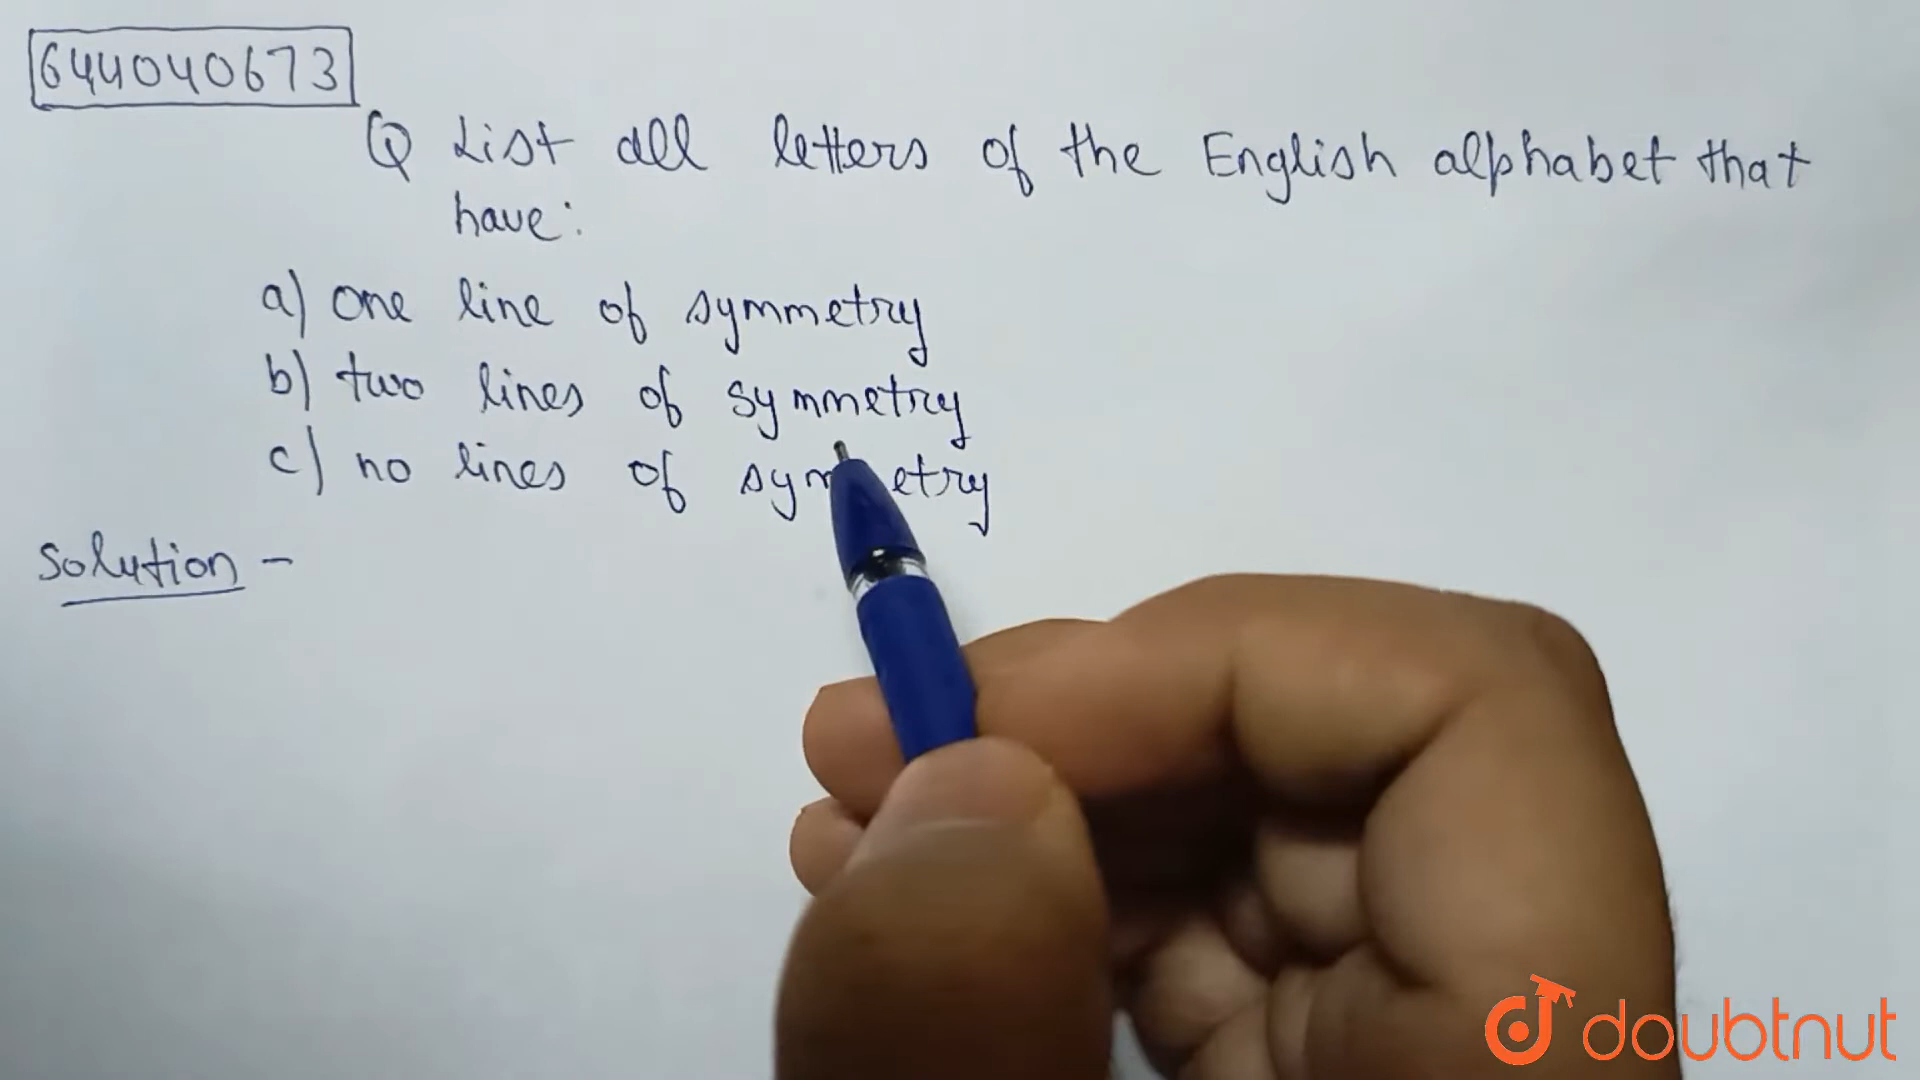 644040673
Q List all letters of the English alphabet that
have:
a) one line of symmetry
b) two lines of symmetry
c) no lines of symmetry
Solution -
doubtnut